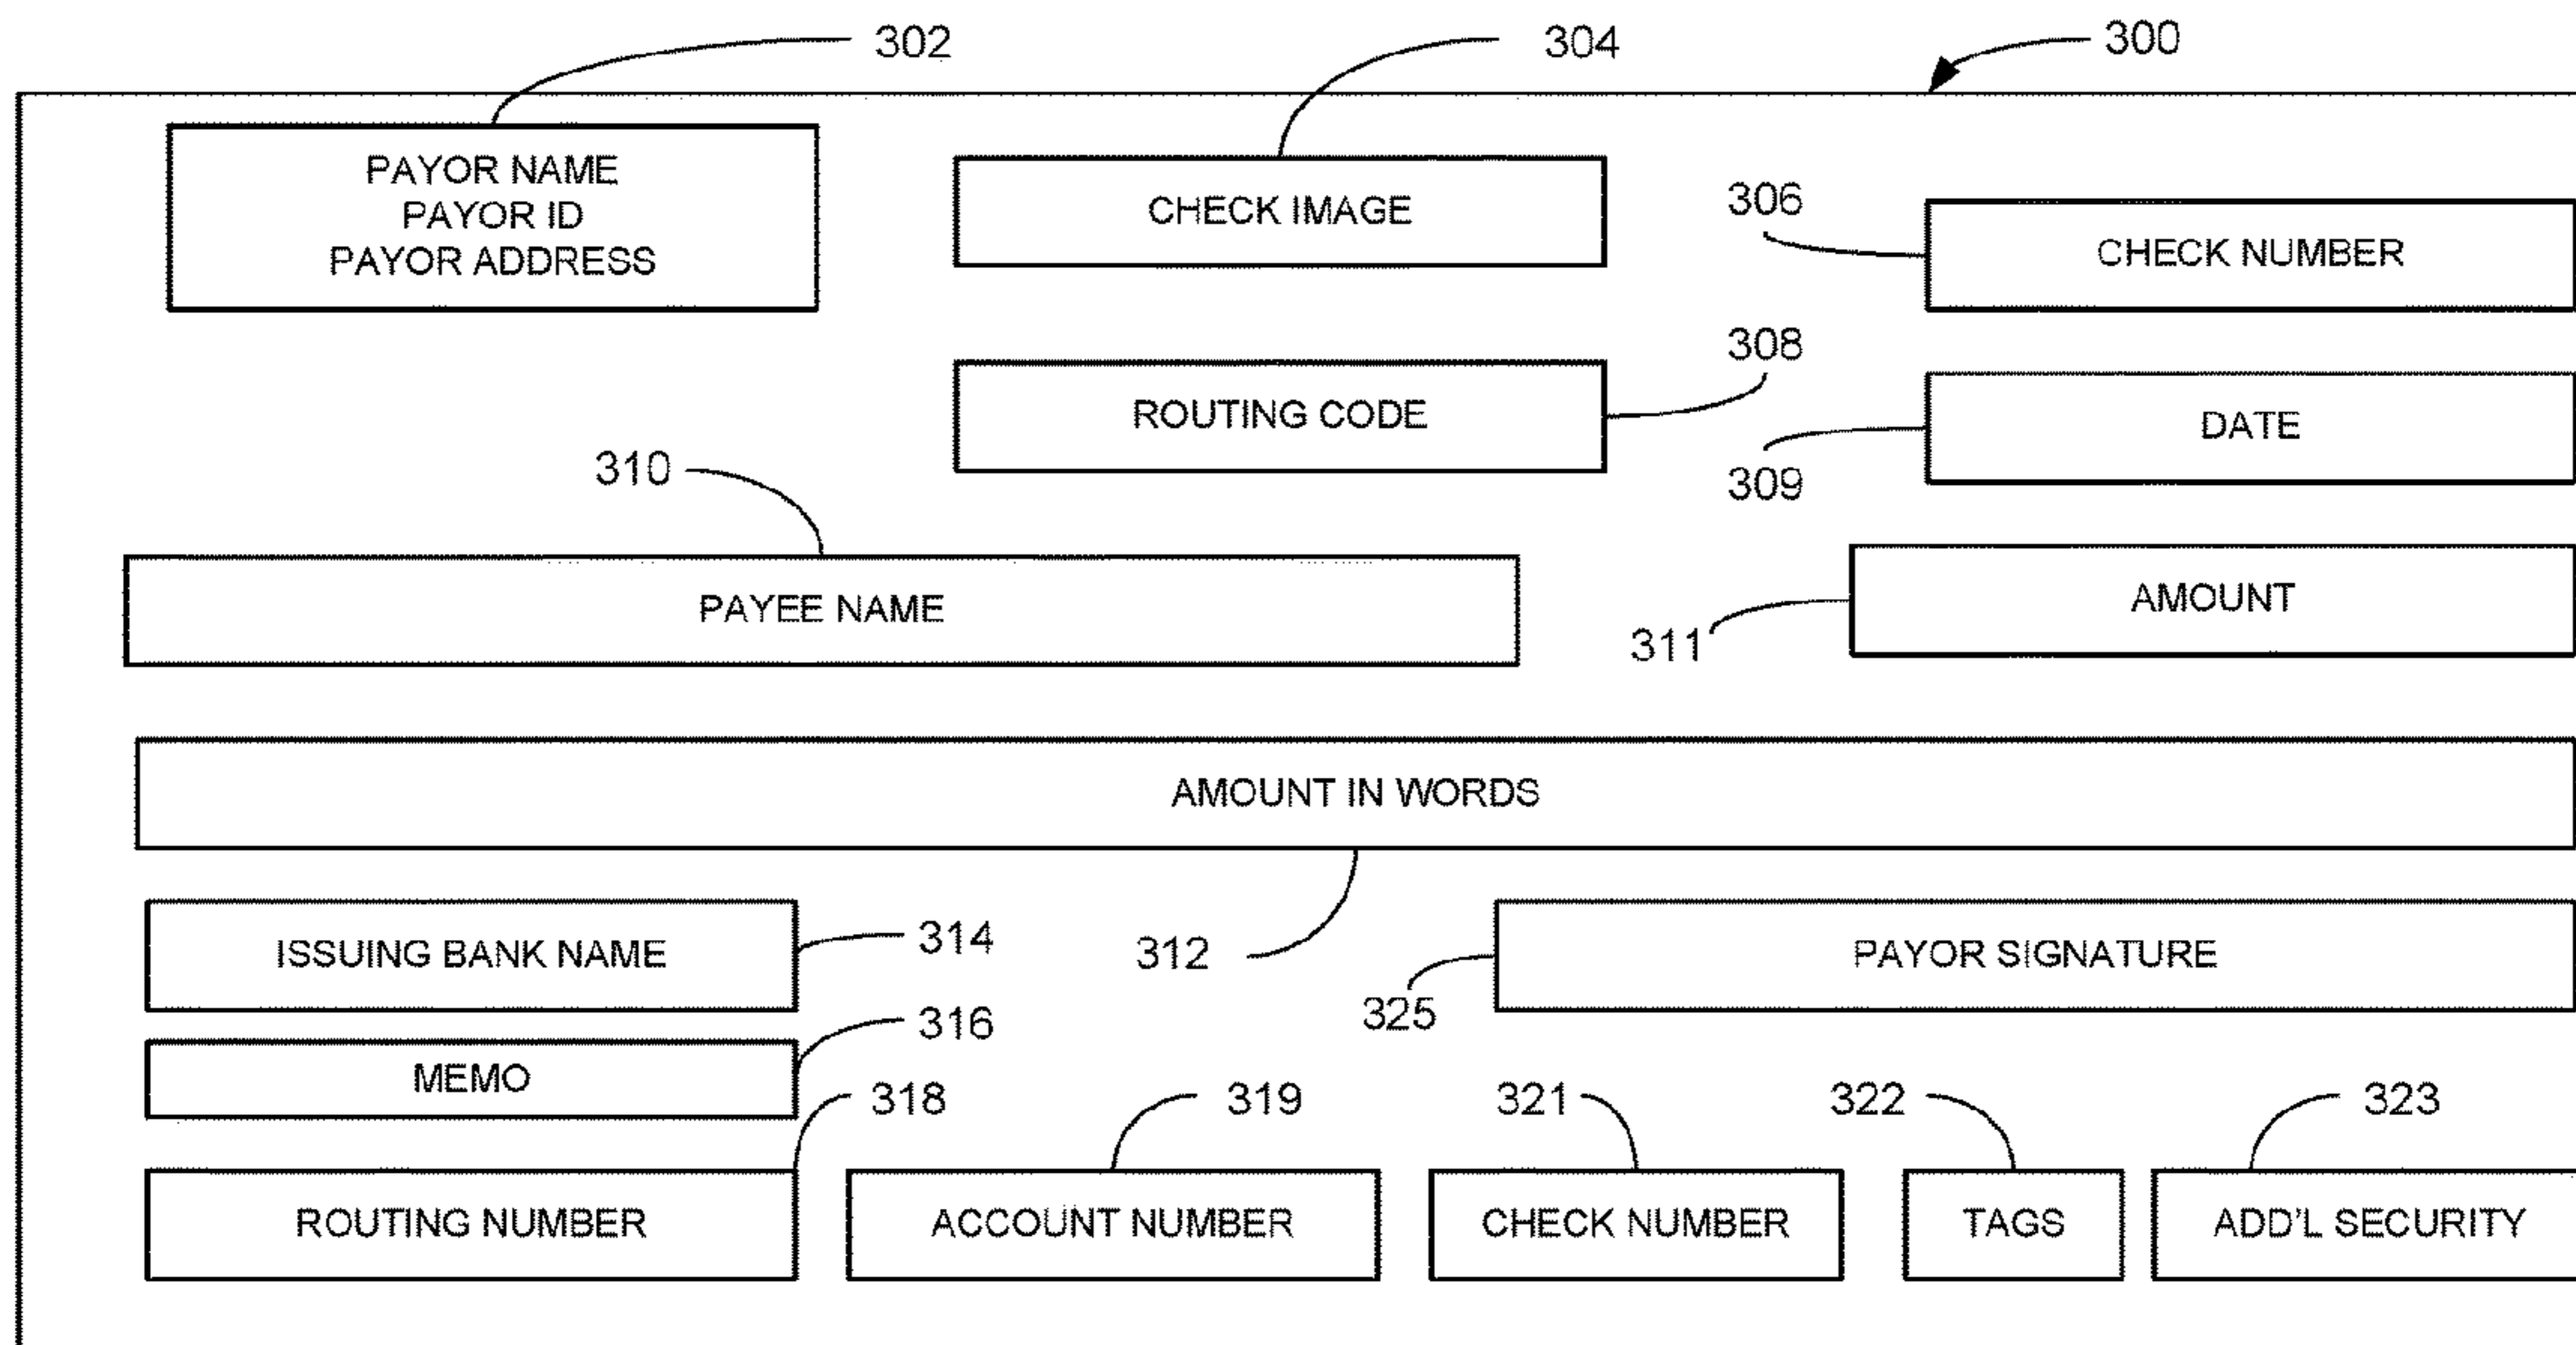 302
304
300
PAYOR NAME
PAYOR ID
PAYOR ADDRESS
CHECK IMAGE
306
CHECK NUMBER
308
ROUTING CODE
DATE
309
310
PAYEE NAME
AMOUNT
311
AMOUNT IN WORDS
ISSUING BANK NAME
314
312
PAYOR SIGNATURE
325
316
MEMO
318
319
321
322
323
ROUTING NUMBER
ACCOUNT NUMBER
CHECK NUMBER
TAGS
ADD'L SECURITY